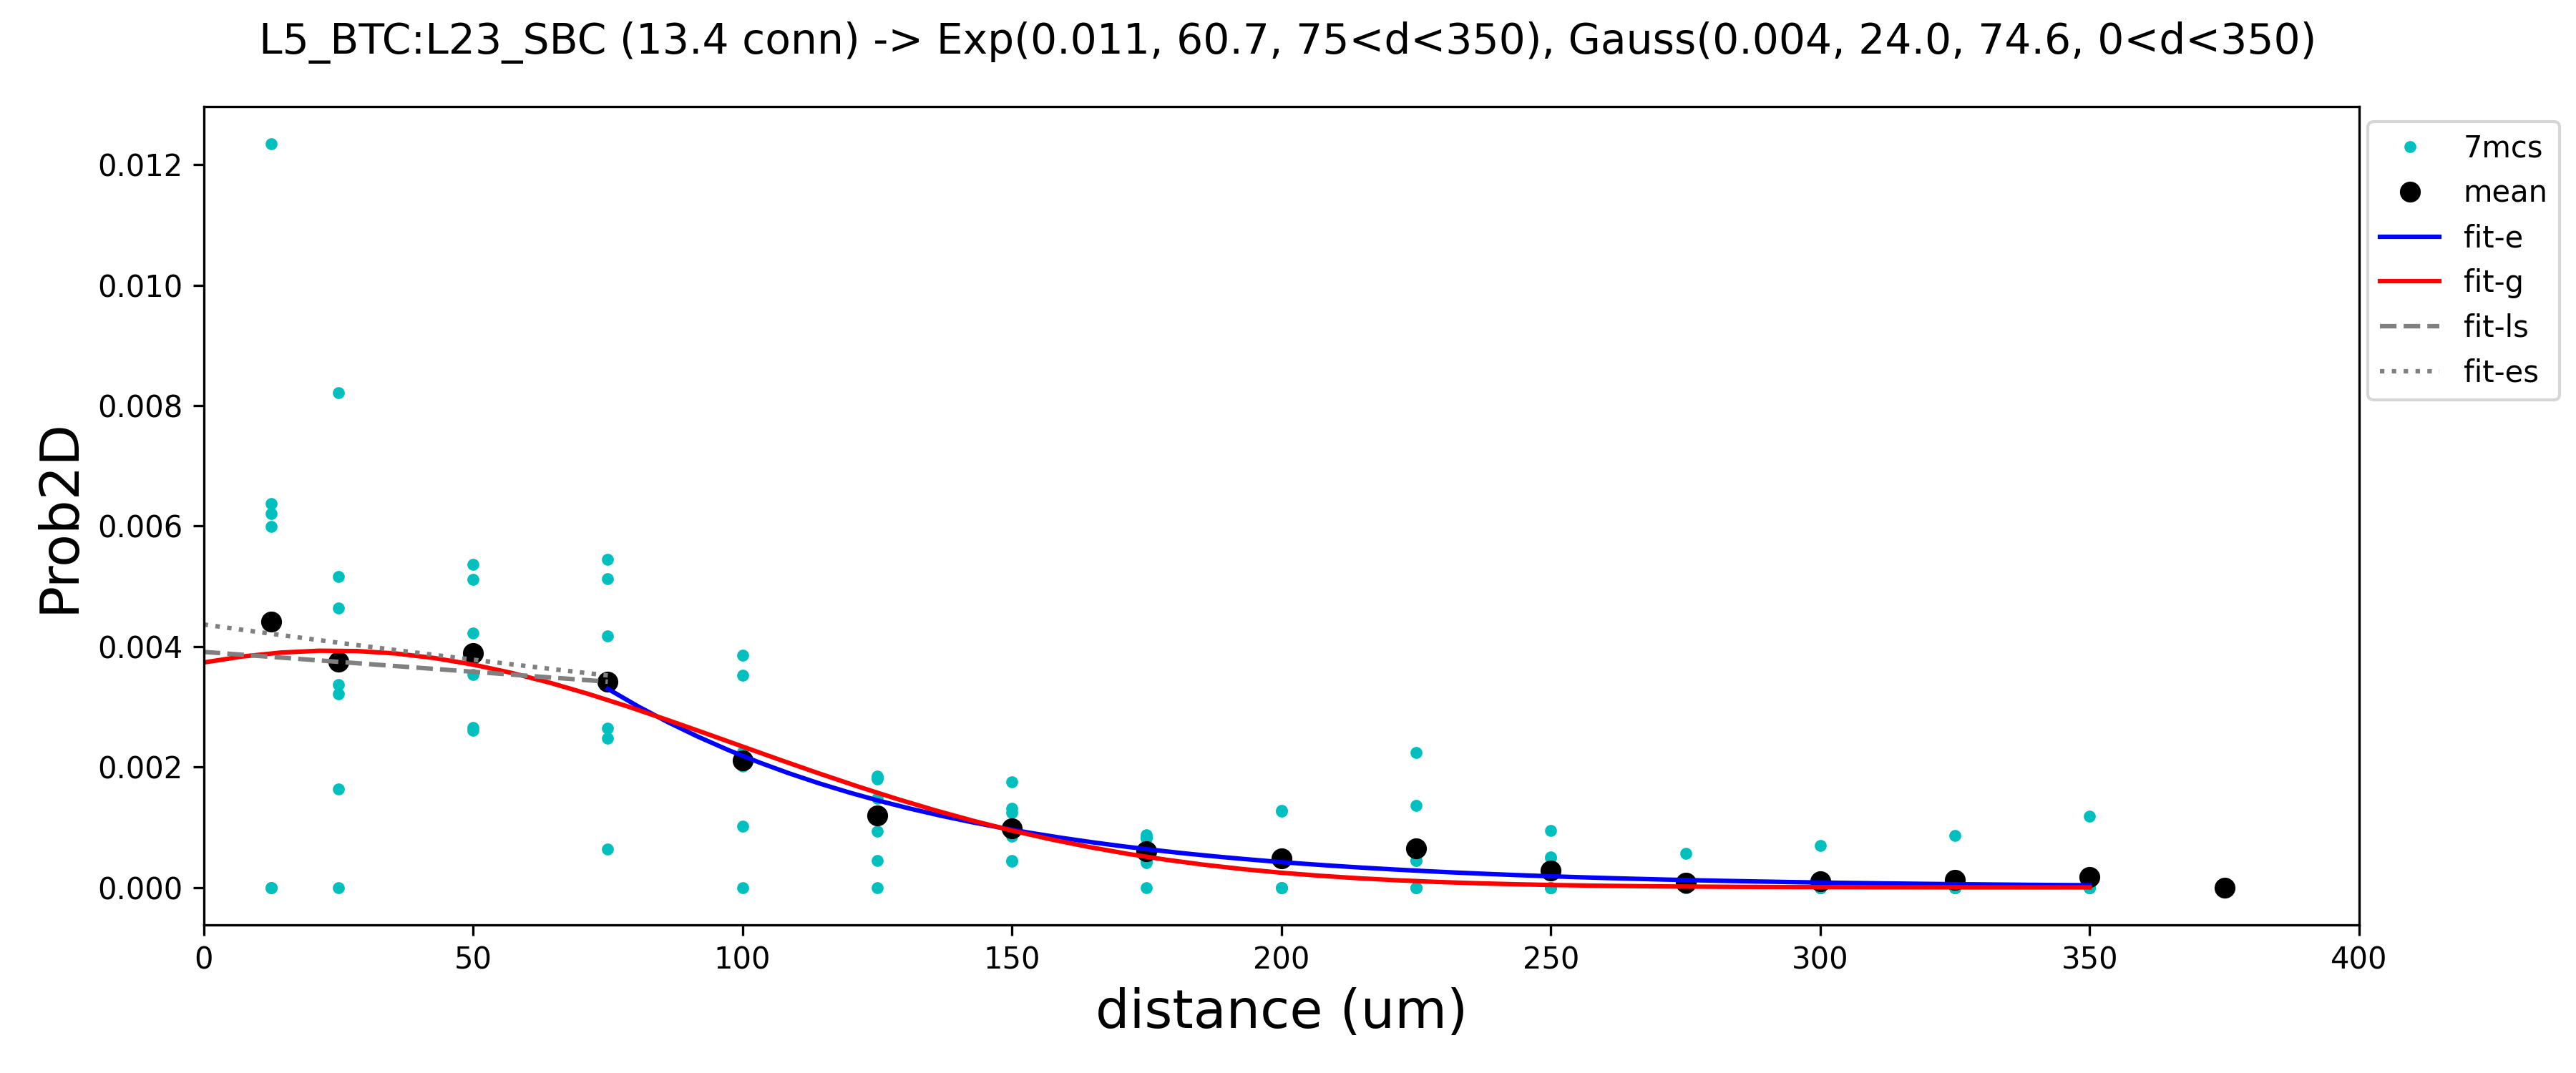 L5_BTC:L23_SBC (13.4 conn) -> Exp(0.011, 60.7, 75<d<350), Gauss(0.004, 24.0, 74.6, 0<d<350)
0.012
0.010
0.008
0.006
0.004
0.002
0.000
Prob2D
0 50 100 150 200 250 300 350 400
distance (um)
7mcs
mean
fit-e
fit-g
fit-ls
fit-es